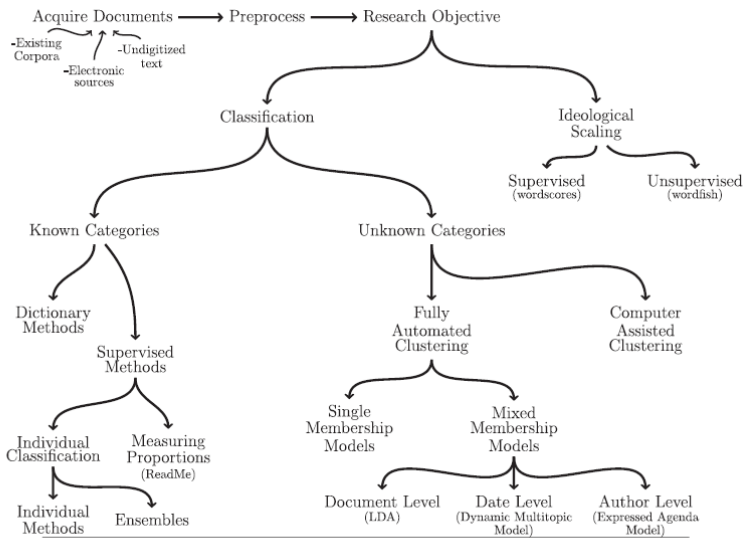 Acquire Documents
Preprocess
Research Objective
-Existing
Corpora
-Electronic
sources
-Undigitized
text
Classification
Ideological
Scaling
Supervised
(wordscores)
Unsupervised
(wordfish)
Known Categories
Unknown Categories
Dictionary
Methods
Supervised
Methods
Fully
Automated
Clustering
Computer
Assisted
Clustering
Individual
Classification
Measuring
Proportions
(ReadMe)
Single
Membership
Models
Mixed
Membership
Models
Individual
Methods
Ensembles
Document Level
(LDA)
Date Level
(Dynamic Multitopic
Model)
Author Level
(Expressed Agenda
Model)